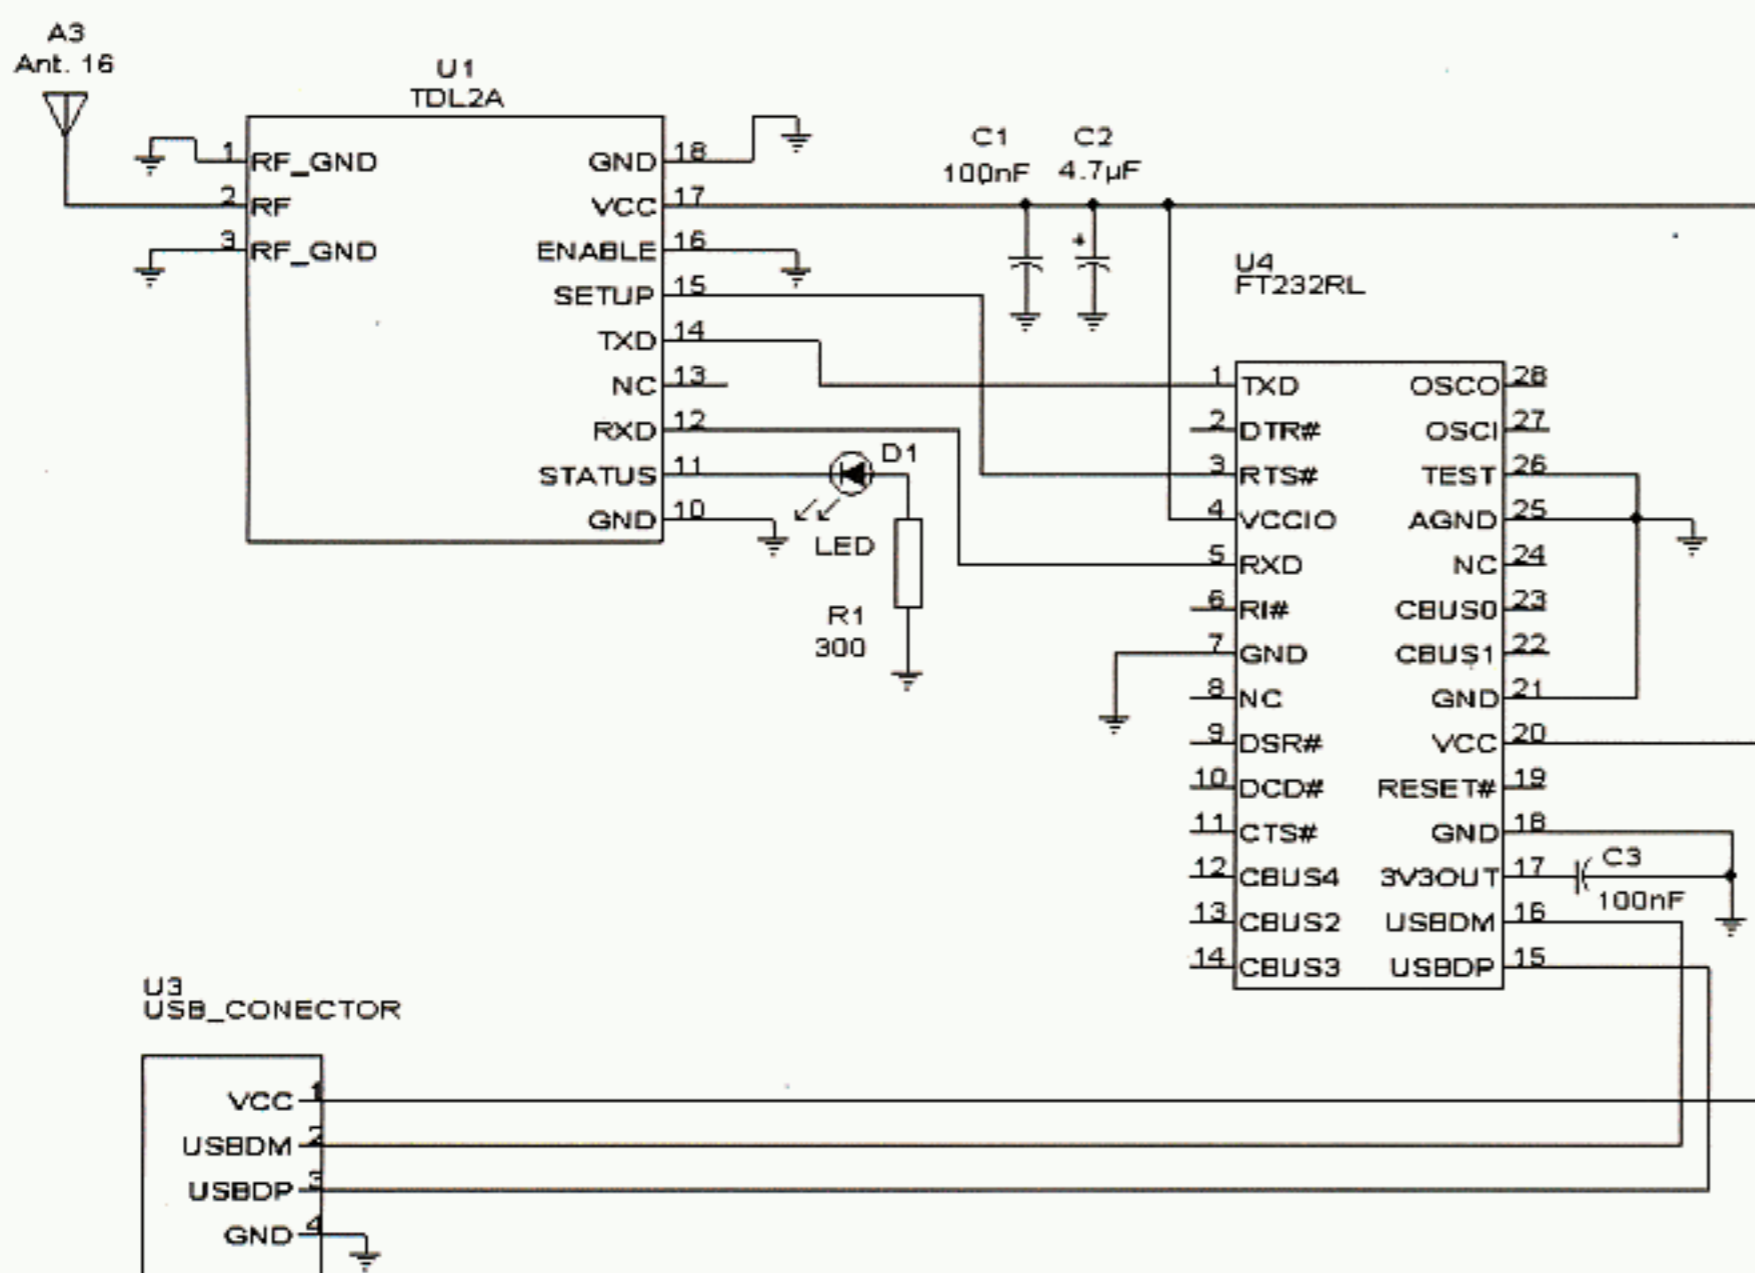 A3
Ant. 16
U1
TDL2A
1 RF_GND
2 RF
3 RF_GND
GND 18
VCC 17
ENABLE 16
SETUP 15
TXD 14
NC 13
RXD 12
STATUS 11
GND 10
C1
100nF
C2
4.7µF
+
D1
LED
R1
300
U4
FT232RL
1 TXD
2 DTR#
3 RTS#
4 VCCIO
5 RXD
6 RI#
7 GND
8 NC
9 DSR#
10 DCD#
11 CTS#
12 CBUS4
13 CBUS2
14 CBUS3
OSCO 28
OSCI 27
TEST 26
AGND 25
NC 24
CBUS0 23
CBUS1 22
GND 21
VCC 20
RESET# 19
GND 18
3V3OUT 17
USBDM 16
USBDP 15
C3
100nF
U3
USB_CONECTOR
VCC 1
USBDM 2
USBDP 3
GND 4